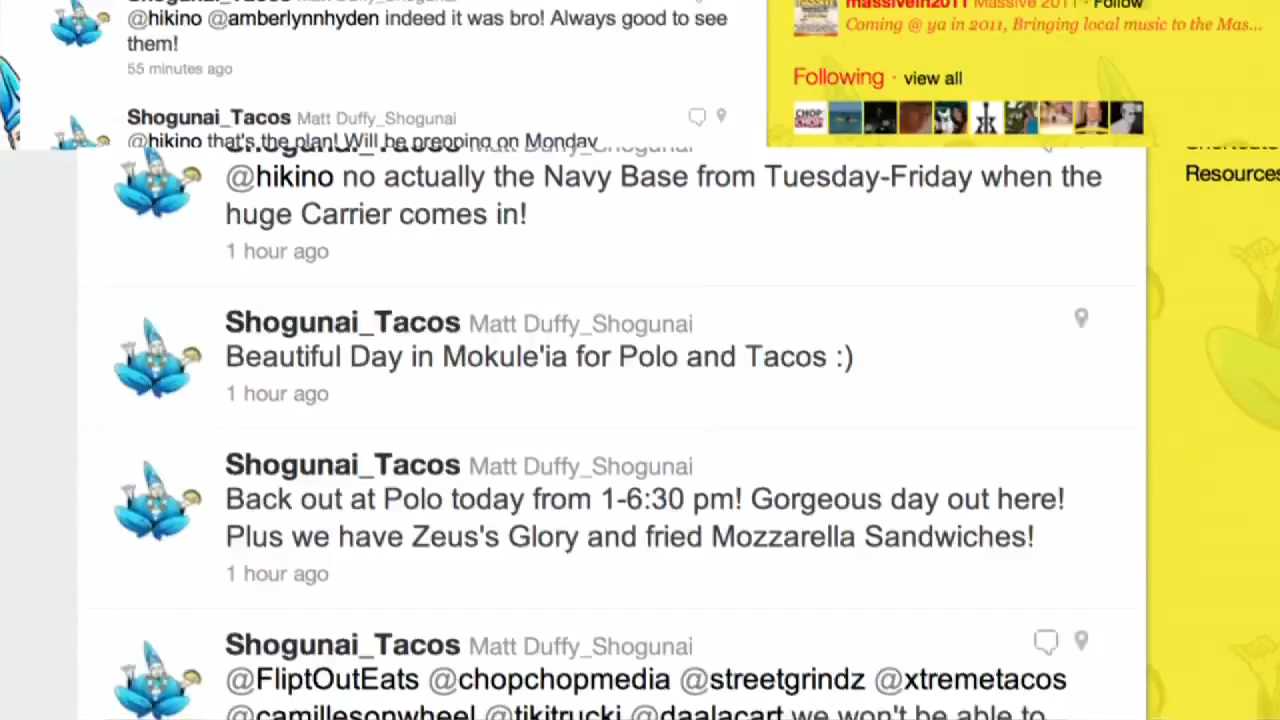 Shogunai_Tacos Matt Duffy_Shogunai
@hikino @amberlynnhyden indeed it was bro! Always good to see
them!
55 minutes ago
Shogunai_Tacos Matt Duffy_Shogunai
@hikino that's the plan! Will be prepping on Monday
massivein2011 Massive 2011 · Follow
Coming @ ya in 2011, Bringing local music to the Mas...
Following · view all
CHOP
CHOP
Shortcuts
Resources
Shogunai_Tacos Matt Duffy_Shogunai
@hikino no actually the Navy Base from Tuesday-Friday when the
huge Carrier comes in!
1 hour ago
Shogunai_Tacos Matt Duffy_Shogunai
Beautiful Day in Mokule'ia for Polo and Tacos :)
1 hour ago
Shogunai_Tacos Matt Duffy_Shogunai
Back out at Polo today from 1-6:30 pm! Gorgeous day out here!
Plus we have Zeus's Glory and fried Mozzarella Sandwiches!
1 hour ago
Shogunai_Tacos Matt Duffy_Shogunai
@FliptOutEats @chopchopmedia @streetgrindz @xtremetacos
@camillesonwheel @tikitrucki @daalacart we won't be able to